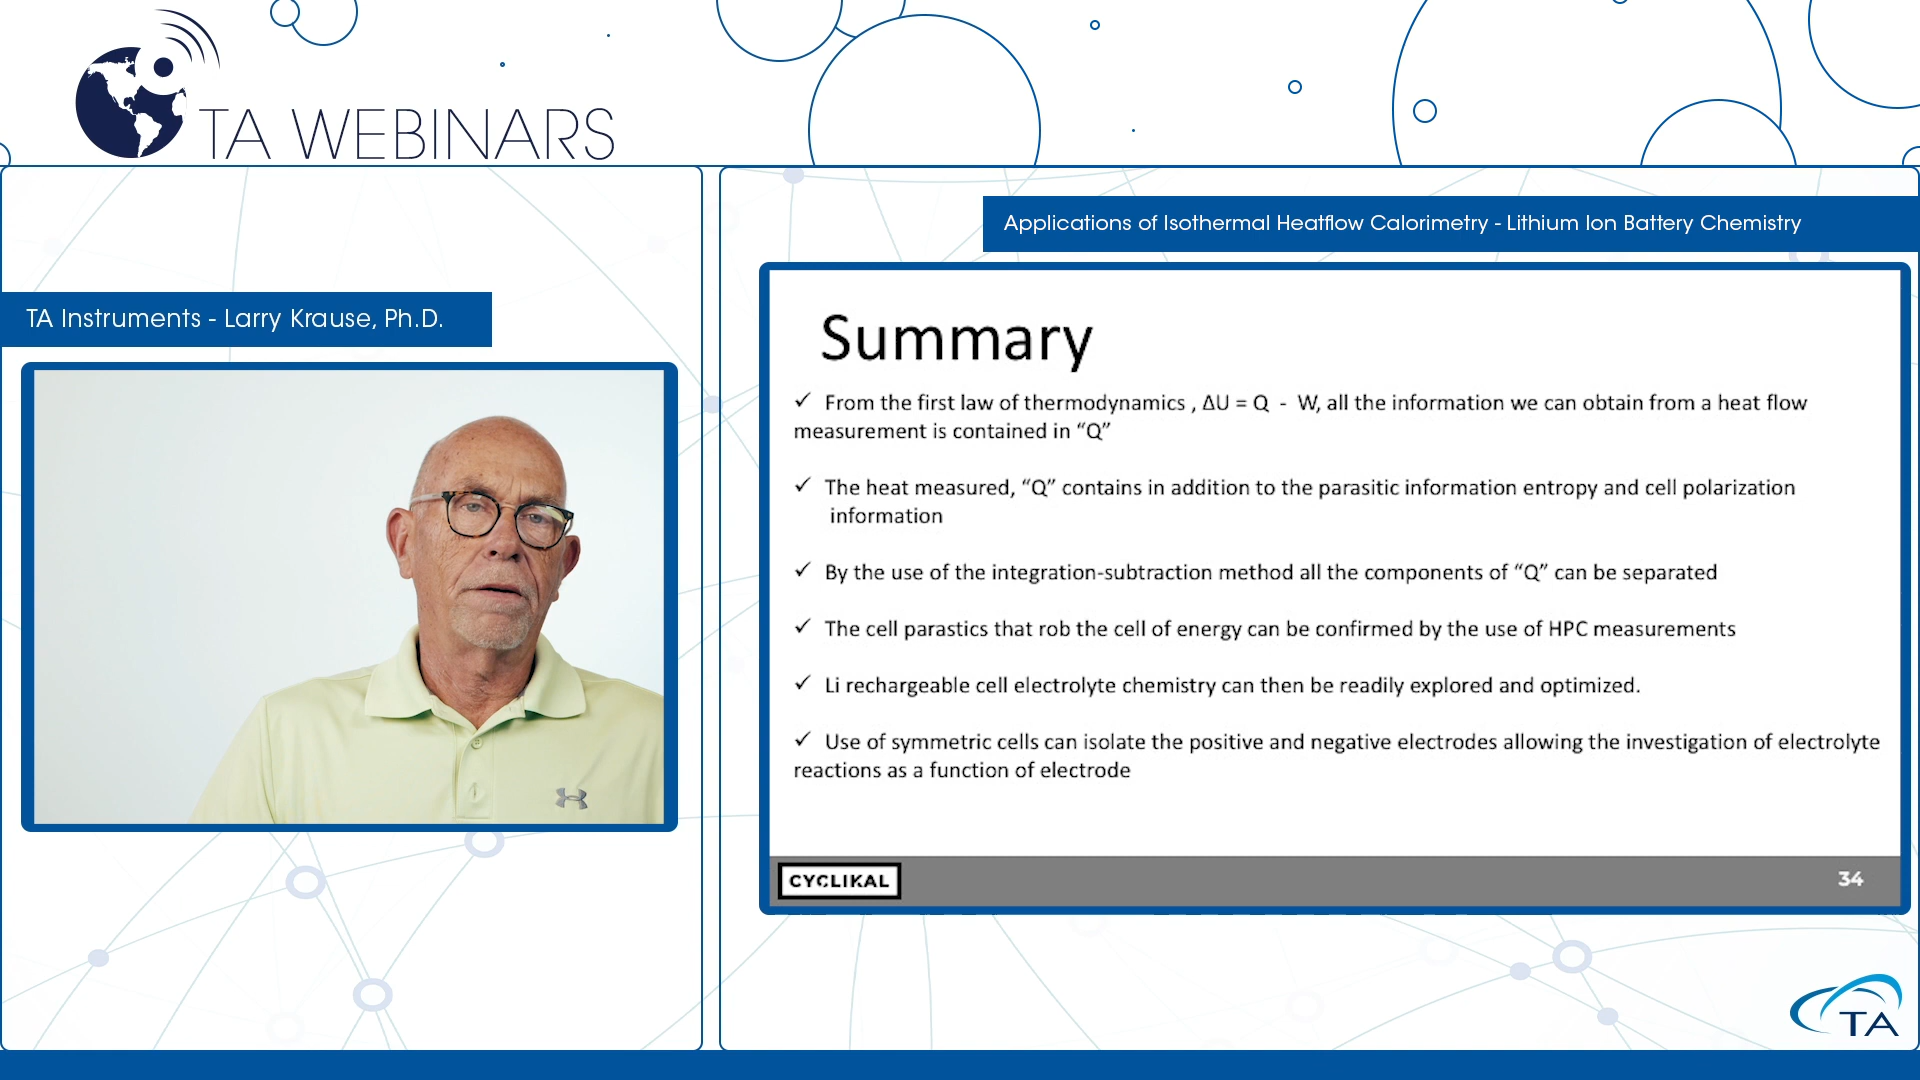 TA WEBINARS
TA Instruments - Larry Krause, Ph.D.
Applications of Isothermal Heatflow Calorimetry - Lithium Ion Battery Chemistry
Summary
✓ From the first law of thermodynamics , ΔU = Q - W, all the information we can obtain from a heat flow
measurement is contained in “Q”
✓ The heat measured, “Q” contains in addition to the parasitic information entropy and cell polarization
information
✓ By the use of the integration-subtraction method all the components of “Q” can be separated
✓ The cell parastics that rob the cell of energy can be confirmed by the use of HPC measurements
✓ Li rechargeable cell electrolyte chemistry can then be readily explored and optimized.
✓ Use of symmetric cells can isolate the positive and negative electrodes allowing the investigation of electrolyte
reactions as a function of electrode
CYCLIKAL
34
TA